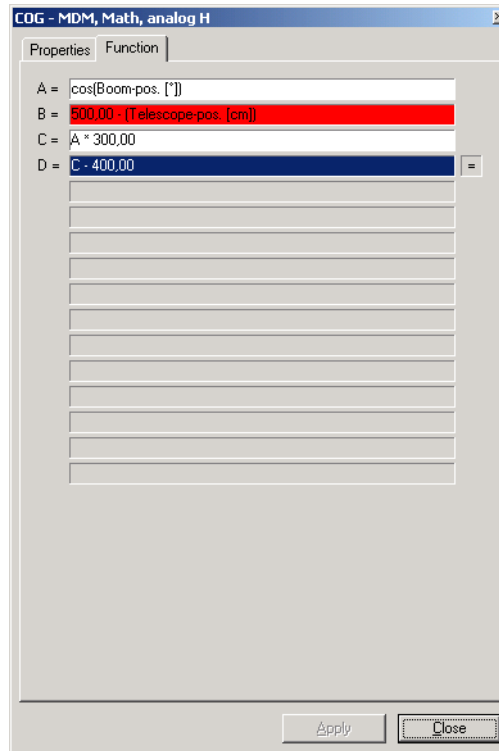 COG - MDM, Math, analog H
Properties Function
A = cos(Boom-pos. [°])
B = 500,00 - (Telescope-pos. [cm])
C = A * 300,00
D = C - 400,00 =
Apply Close